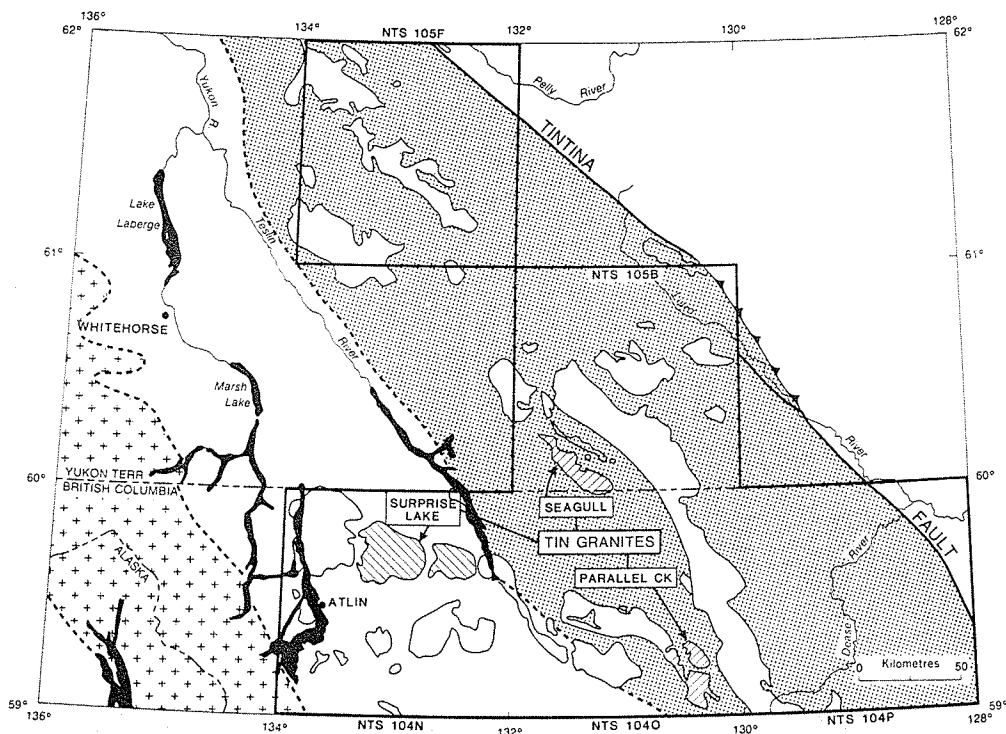 136°
134°
NTS 105F
132°
130°
128°
62°
62°
Yukon R.
Pelly
River
TINTINA
Lake
Laberge
Teslin
River
61°
61°
NTS 105B
WHITEHORSE
Marsh
Lake
River
60°
60°
YUKON TERR
BRITISH COLUMBIA
SURPRISE
LAKE
SEAGULL
TIN GRANITES
FAULT
ALASKA
PARALLEL CK
River
ATLIN
Dease
0 Kilometres 50
59°
59°
136°
134°
NTS 104N
132°
NTS 104O
130°
NTS 104P
128°